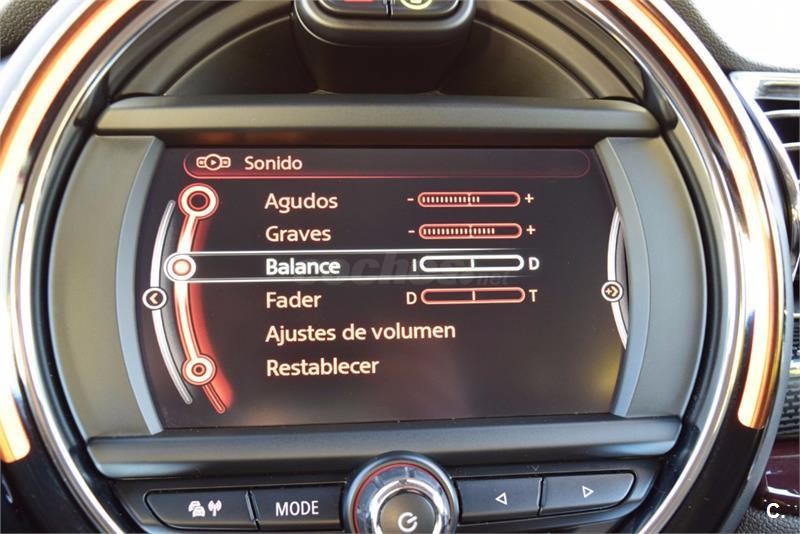 Sonido
Agudos - +
Graves - +
Balance I D
Fader D T
Ajustes de volumen
Restablecer
MODE
C.